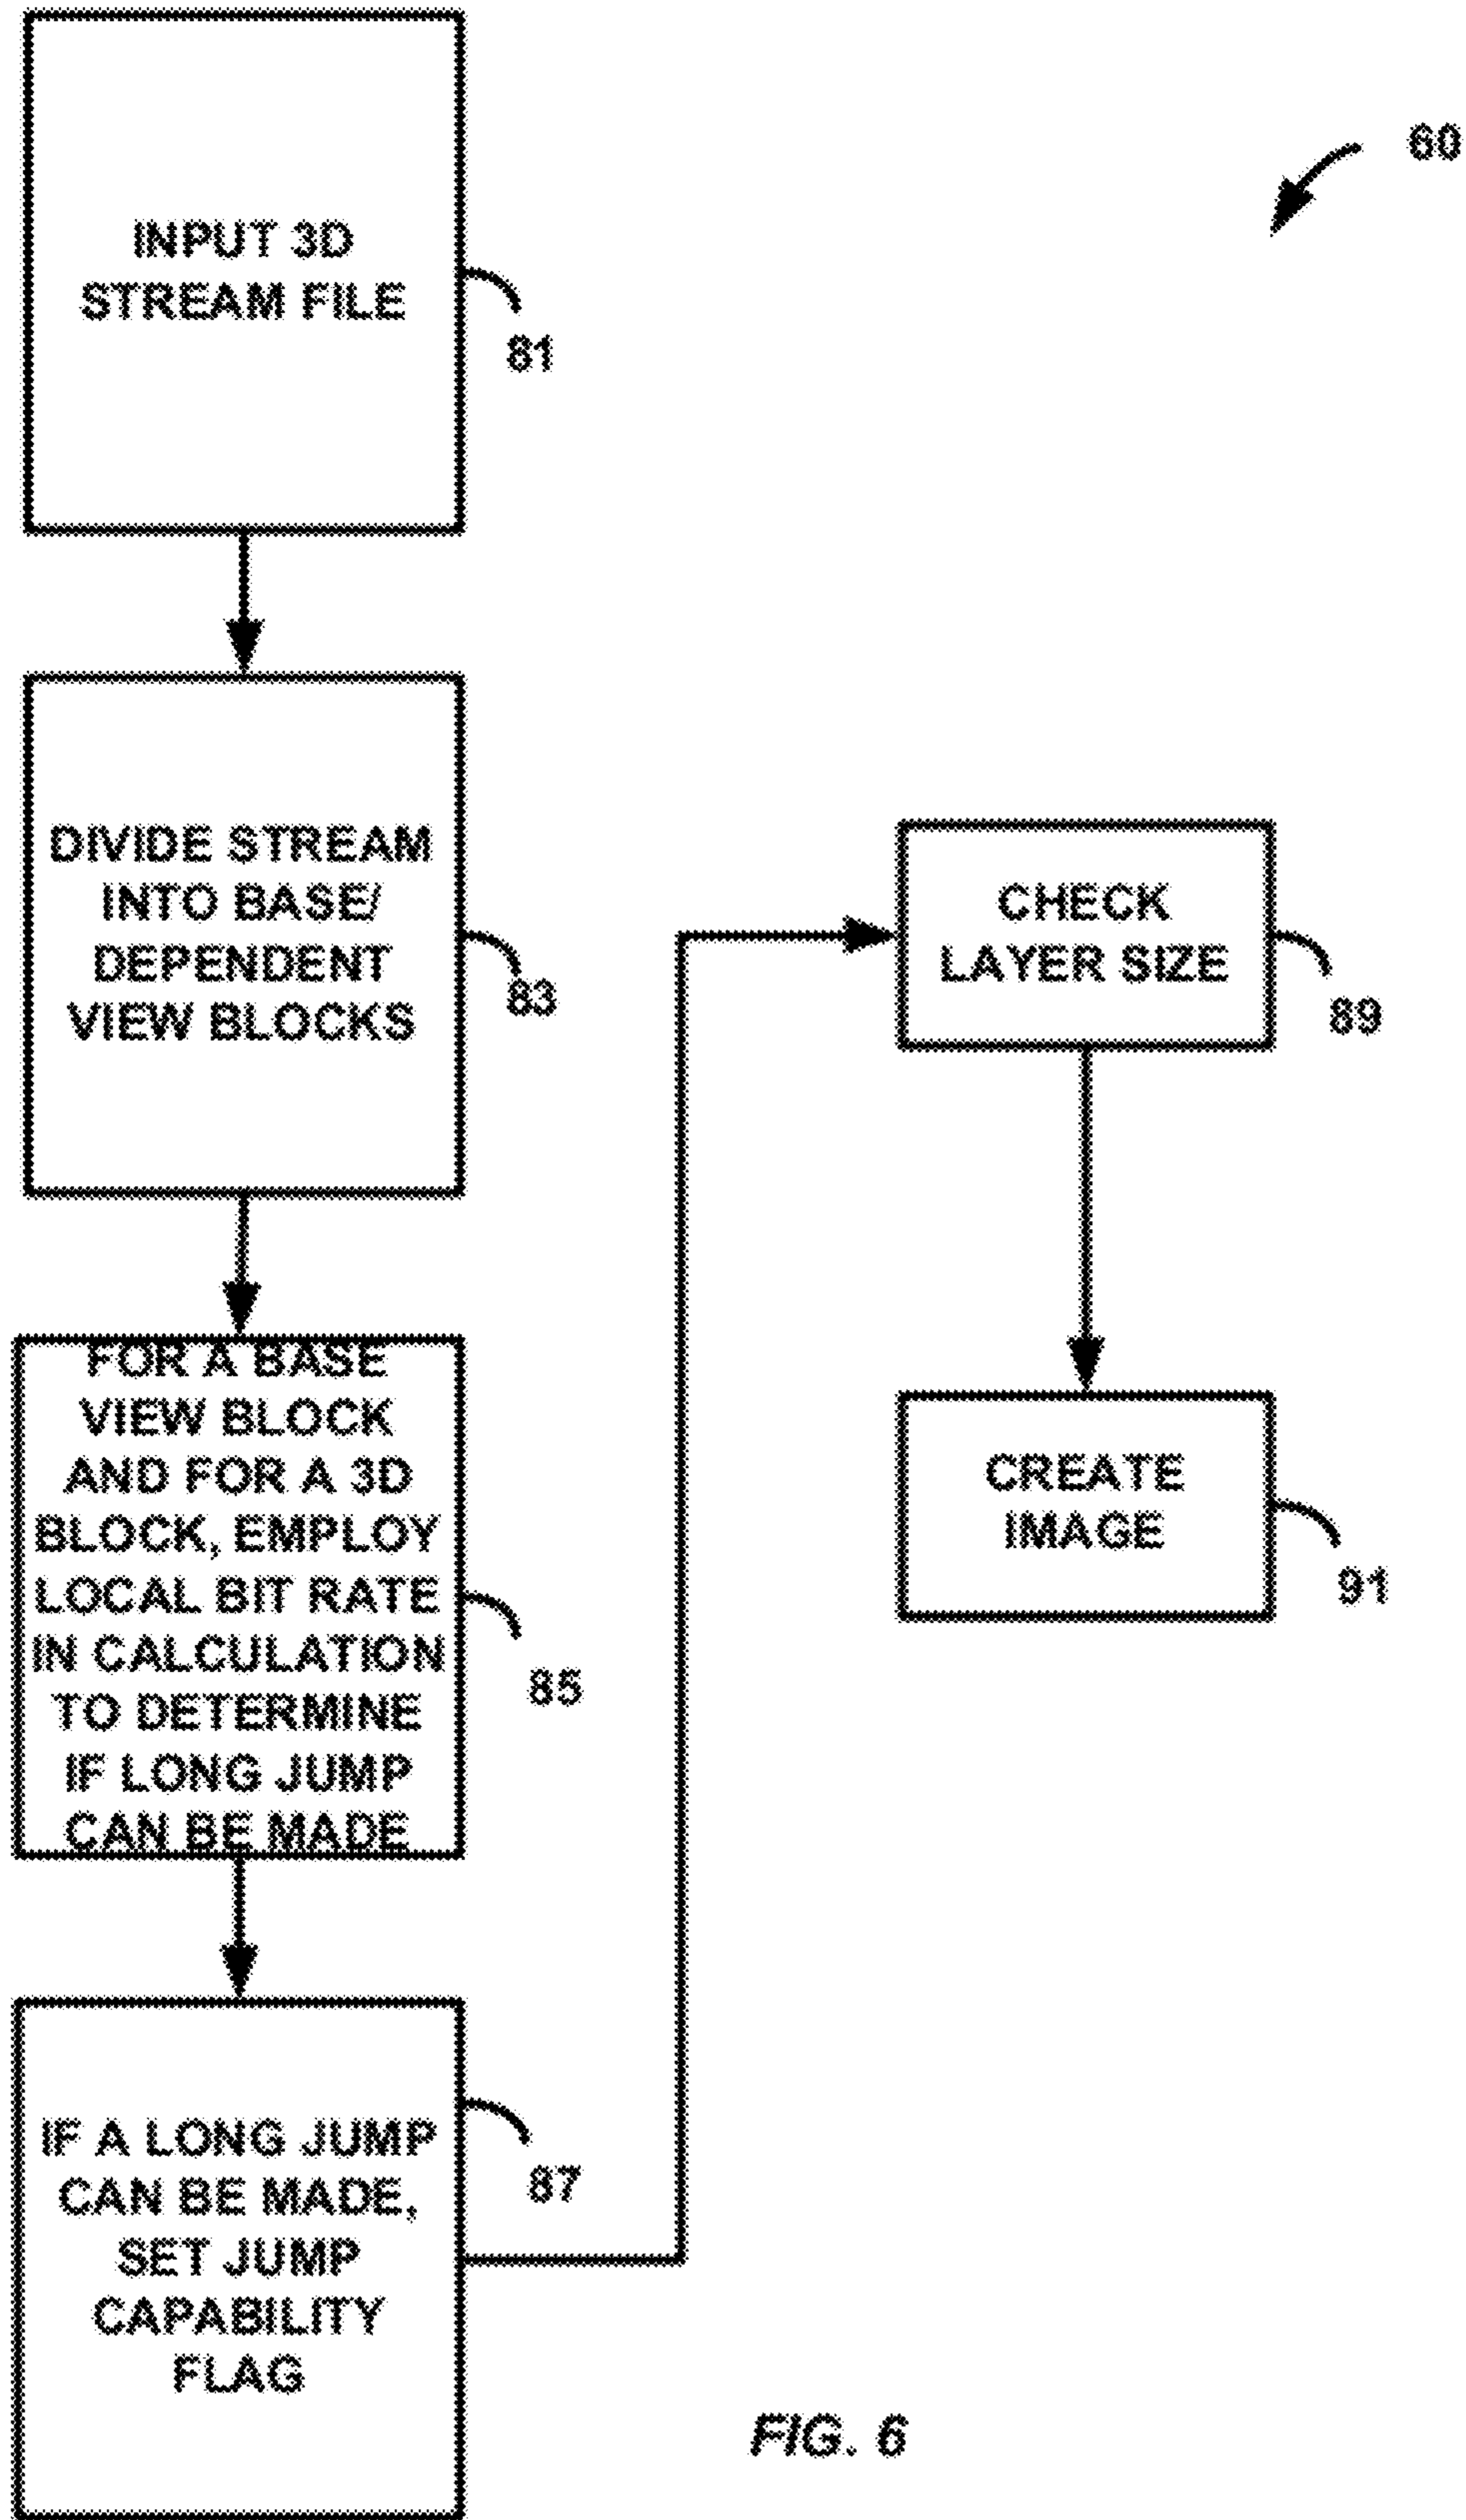 60
INPUT 3D
STREAM FILE
81
DIVIDE STREAM
INTO BASE/
DEPENDENT
VIEW BLOCKS
83
FOR A BASE
VIEW BLOCK
AND FOR A 3D
BLOCK, EMPLOY
LOCAL BIT RATE
IN CALCULATION
TO DETERMINE
IF LONG JUMP
CAN BE MADE
85
IF A LONG JUMP
CAN BE MADE,
SET JUMP
CAPABILITY
FLAG
87
CHECK
LAYER SIZE
89
CREATE
IMAGE
91
FIG. 6